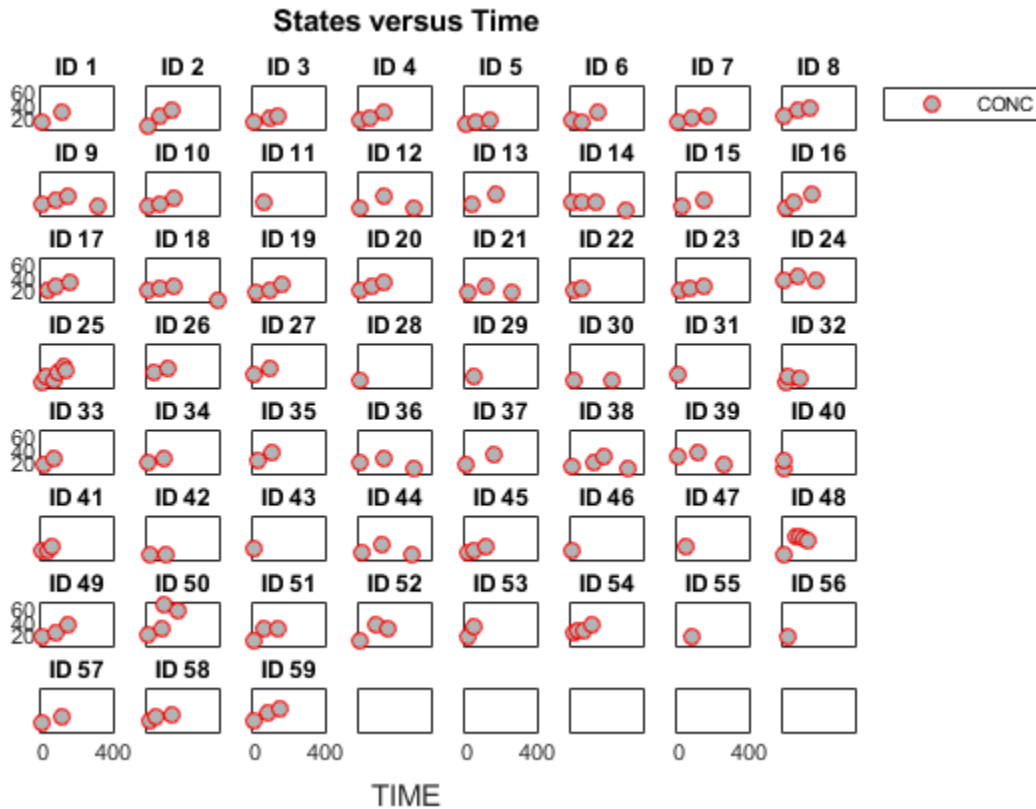 States versus Time
ID 1 ID 2 ID 3 ID 4 ID 5 ID 6 ID 7 ID 8
60
40
20
CONC
ID 9 ID 10 ID 11 ID 12 ID 13 ID 14 ID 15 ID 16
ID 17 ID 18 ID 19 ID 20 ID 21 ID 22 ID 23 ID 24
60
40
20
ID 25 ID 26 ID 27 ID 28 ID 29 ID 30 ID 31 ID 32
ID 33 ID 34 ID 35 ID 36 ID 37 ID 38 ID 39 ID 40
60
40
20
ID 41 ID 42 ID 43 ID 44 ID 45 ID 46 ID 47 ID 48
ID 49 ID 50 ID 51 ID 52 ID 53 ID 54 ID 55 ID 56
60
40
20
ID 57 ID 58 ID 59
0 400 0 400 0 400 0 400
TIME